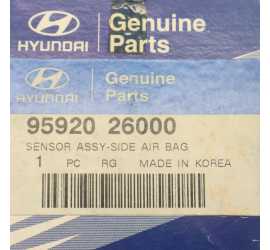 HYUNDAI
Genuine
Parts
HYUNDAI
Genuine
Parts
95920 26000
SENSOR ASSY-SIDE AIR BAG
1 PC RG MADE IN KOREA